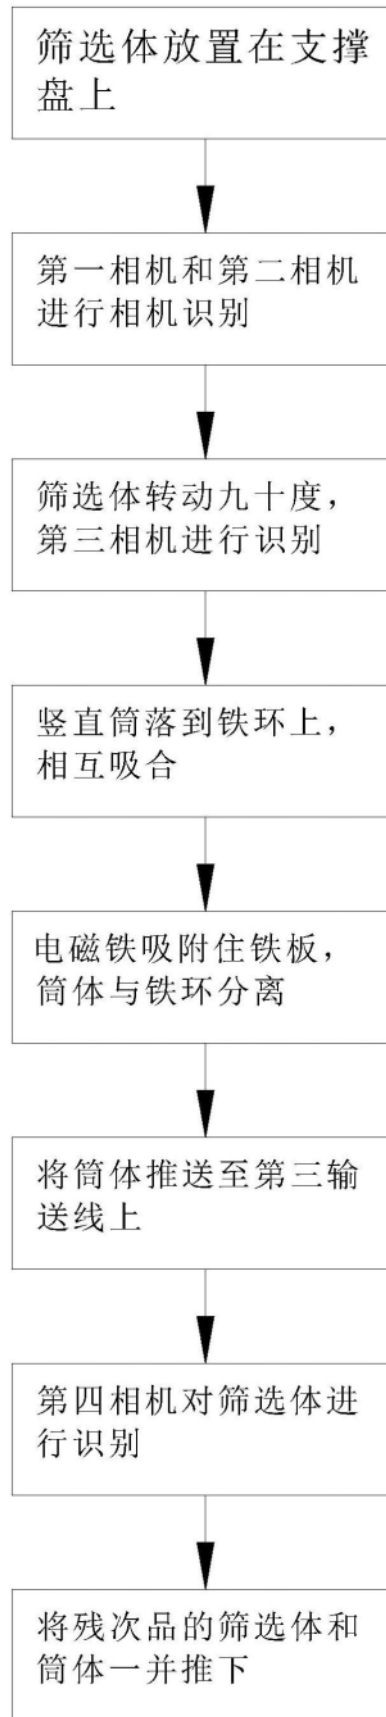 筛选体放置在支撑
盘上
第一相机和第二相机
进行相机识别
筛选体转动九十度，
第三相机进行识别
竖直筒落到铁环上，
相互吸合
电磁铁吸附住铁板，
筒体与铁环分离
将筒体推送至第三输
送线上
第四相机对筛选体进
行识别
将残次品的筛选体和
筒体一并推下